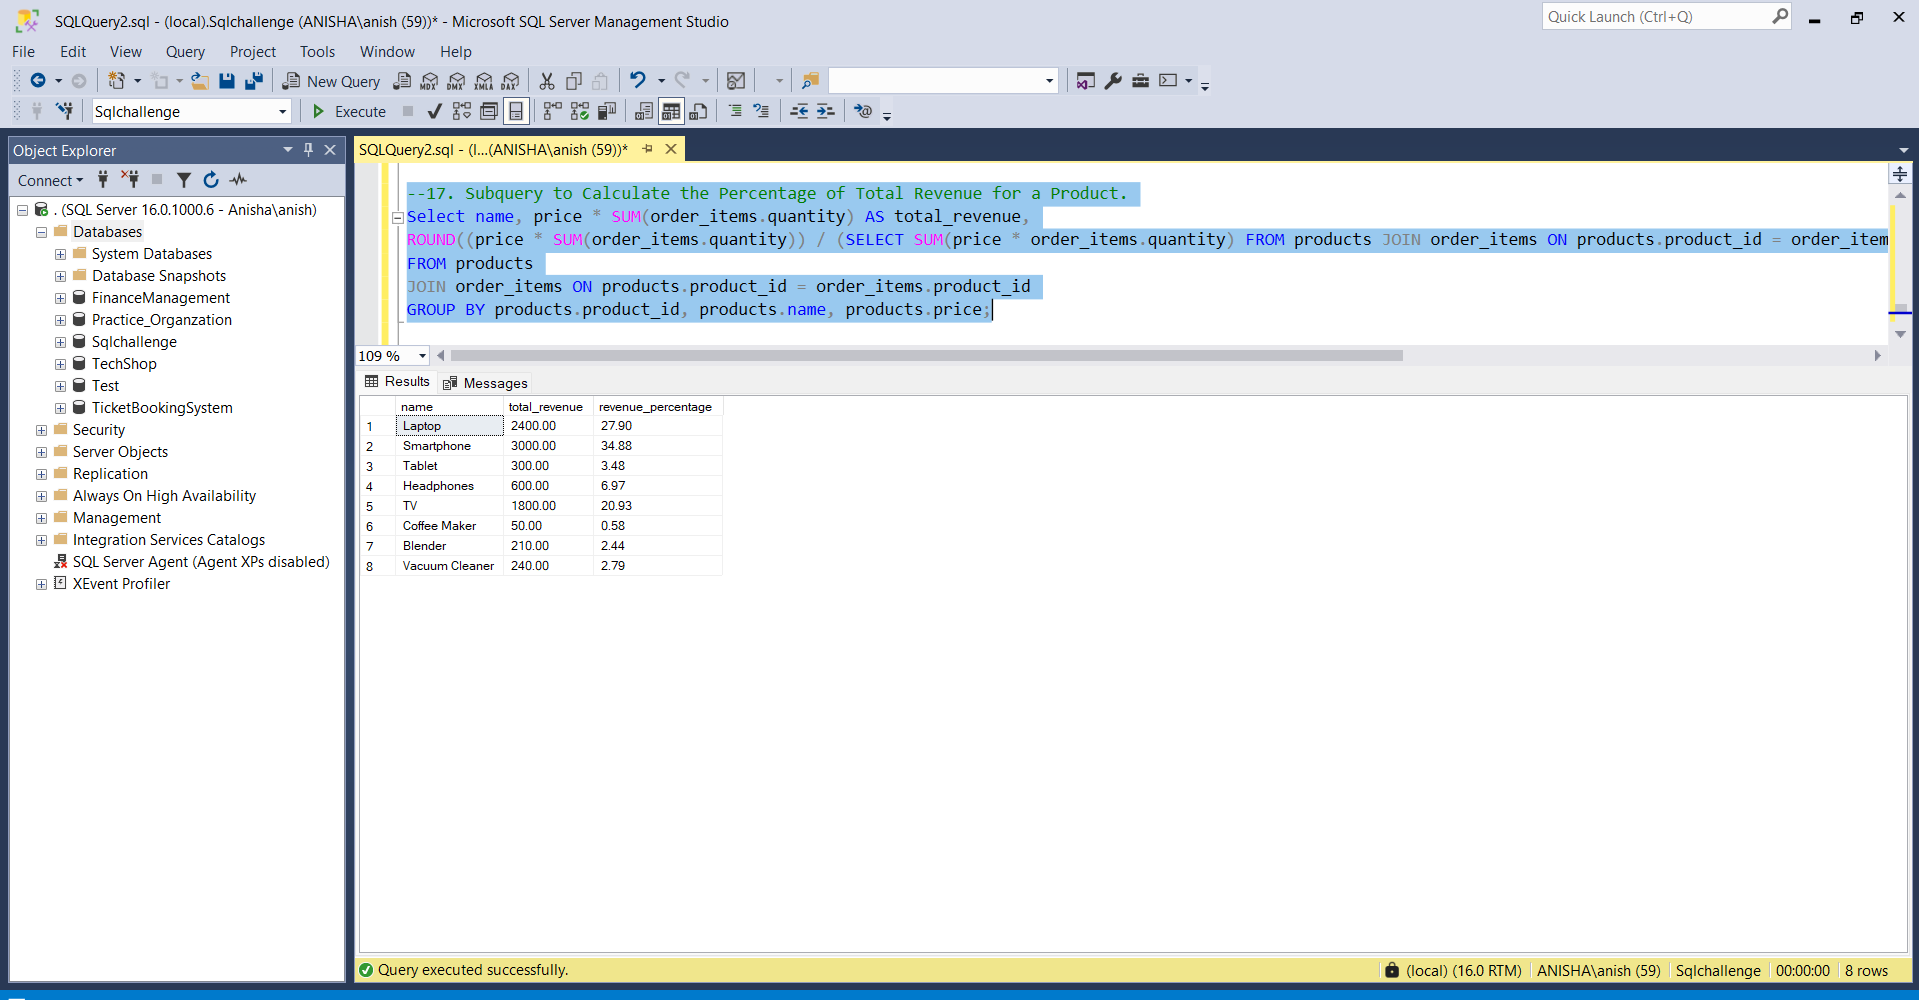 SQLQuery2.sql - (local).Sqlchallenge (ANISHA\anish (59))* - Microsoft SQL Server Management Studio
Quick Launch (Ctrl+Q)
File Edit View Query Project Tools Window Help
New Query
MDX DMX XMLA DAX
Sqlchallenge
Execute
Object Explorer
Connect
. (SQL Server 16.0.1000.6 - Anisha\anish)
Databases
System Databases
Database Snapshots
FinanceManagement
Practice_Organzation
Sqlchallenge
TechShop
Test
TicketBookingSystem
Security
Server Objects
Replication
Always On High Availability
Management
Integration Services Catalogs
SQL Server Agent (Agent XPs disabled)
XEvent Profiler
SQLQuery2.sql - (l...(ANISHA\anish (59))*
--17. Subquery to Calculate the Percentage of Total Revenue for a Product.
Select name, price * SUM(order_items.quantity) AS total_revenue,
ROUND((price * SUM(order_items.quantity)) / (SELECT SUM(price * order_items.quantity) FROM products JOIN order_items ON products.product_id = order_item
FROM products
JOIN order_items ON products.product_id = order_items.product_id
GROUP BY products.product_id, products.name, products.price;
109 %
Results Messages
name total_revenue revenue_percentage
1 Laptop 2400.00 27.90
2 Smartphone 3000.00 34.88
3 Tablet 300.00 3.48
4 Headphones 600.00 6.97
5 TV 1800.00 20.93
6 Coffee Maker 50.00 0.58
7 Blender 210.00 2.44
8 Vacuum Cleaner 240.00 2.79
Query executed successfully.
(local) (16.0 RTM) ANISHA\anish (59) Sqlchallenge 00:00:00 8 rows